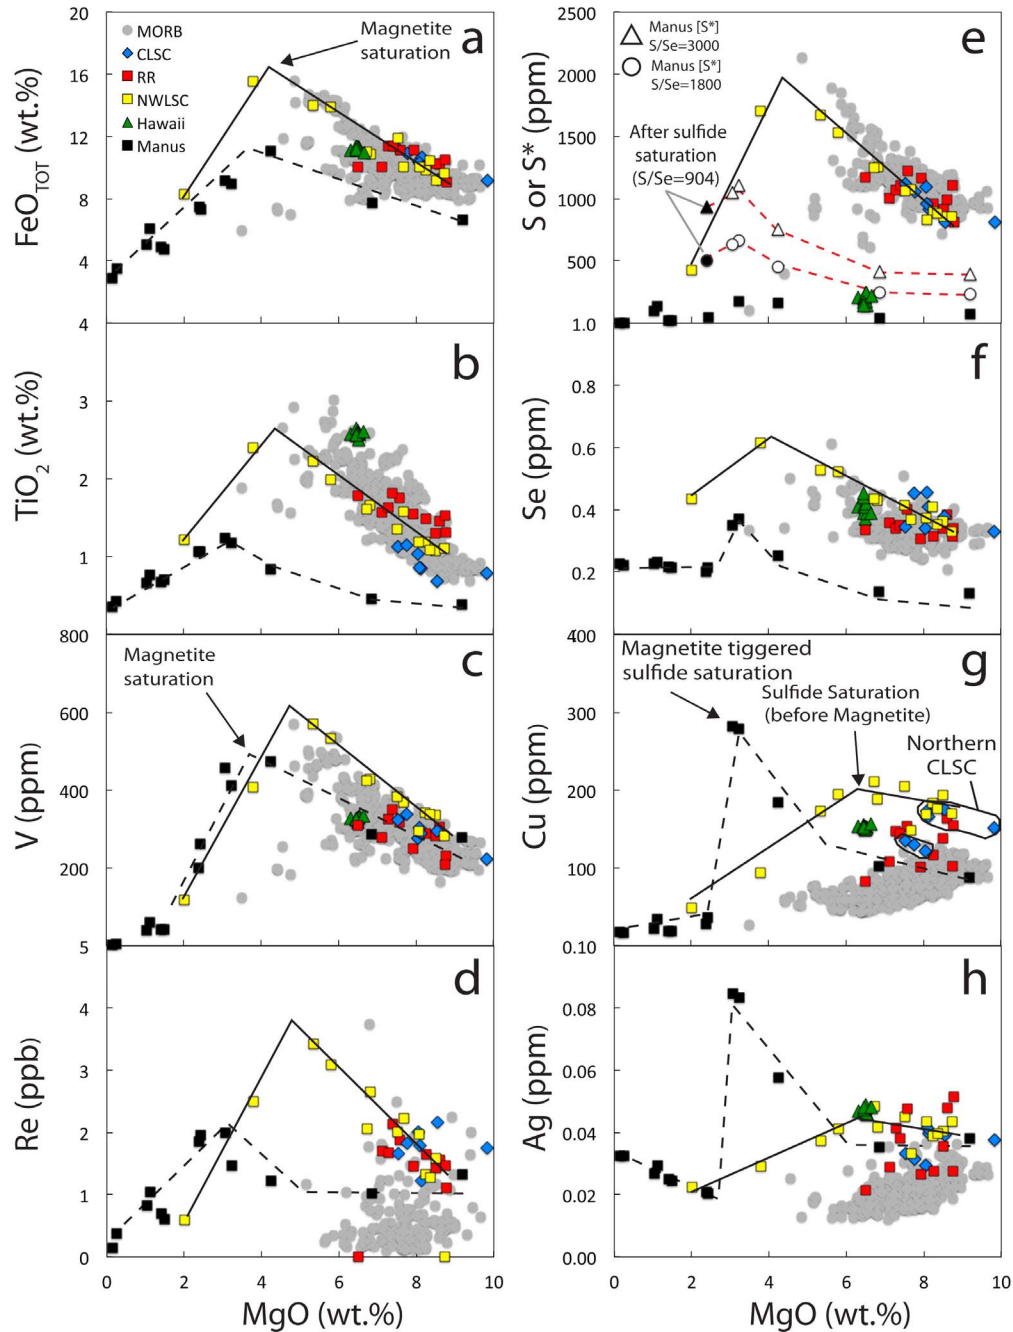 20
16
12
8
4
4
FeO TOT (wt.%)
MORB
CLSC
RR
NWLSC
Hawaii
Manus
Magnetite
saturation
a
2500
2000
1500
1000
500
1.0
S or S* (ppm)
Manus [S*]
S/Se=3000
Manus [S*]
S/Se=1800
After sulfide
saturation
(S/Se=904)
e
3
2
1
800
TiO2 (wt.%)
b
0.8
0.6
0.4
0.2
400
Se (ppm)
f
600
400
200
5
V (ppm)
Magnetite
saturation
c
300
200
100
0.10
Cu (ppm)
Magnetite tiggered
sulfide saturation
Sulfide Saturation
(before Magnetite)
Northern
CLSC
g
4
3
2
1
0
Re (ppb)
d
0.08
0.06
0.04
0.02
0.00
Ag (ppm)
h
0 2 4 6 8 10
MgO (wt.%)
0 2 4 6 8 10
MgO (wt.%)